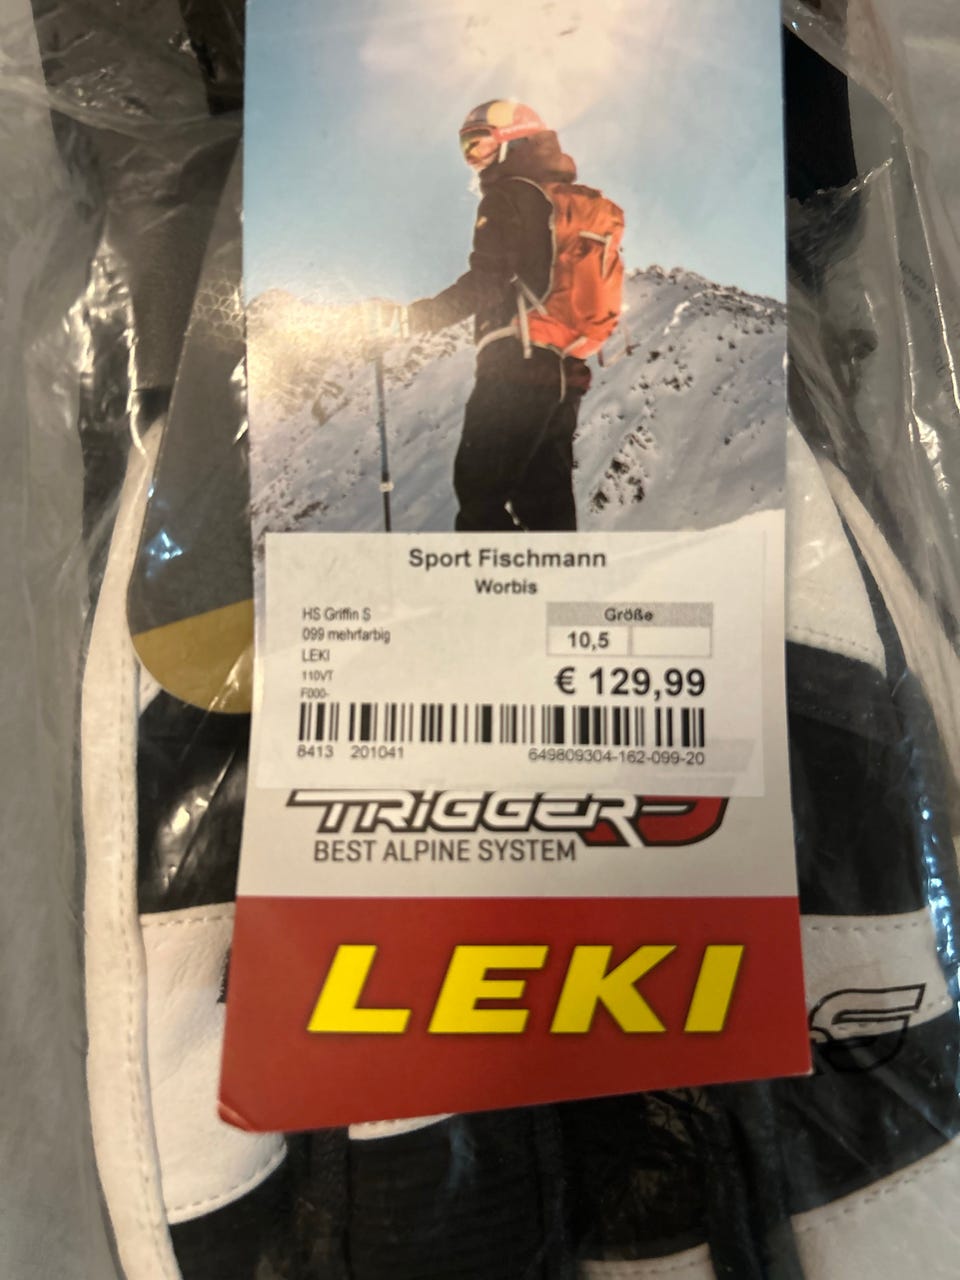 Sport Fischmann
Worbis
HS Griffin S
Größe
099 mehrfarbig
10,5
LEKI
€ 129,99
110VT
F000-
8413 201041
649809304-162-099-20
TRiGGER
BEST ALPINE SYSTEM
LEKI
S